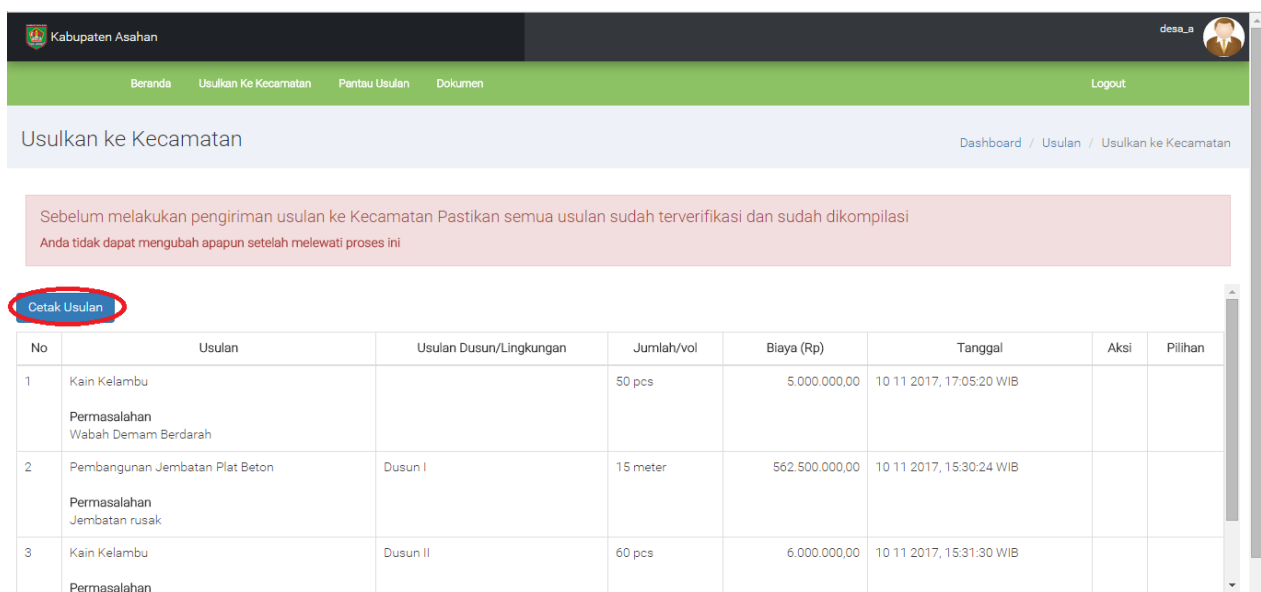 Kabupaten Asahan
desa_a
Beranda Usulkan Ke Kecamatan Pantau Usulan Dokumen Logout
Usulkan ke Kecamatan
Dashboard / Usulan / Usulkan ke Kecamatan
Sebelum melakukan pengiriman usulan ke Kecamatan Pastikan semua usulan sudah terverifikasi dan sudah dikompilasi
Anda tidak dapat mengubah apapun setelah melewati proses ini
Cetak Usulan
No Usulan Usulan Dusun/Lingkungan Jumlah/vol Biaya (Rp) Tanggal Aksi Pilihan
1 Kain Kelambu 50 pcs 5.000.000,00 10 11 2017, 17:05:20 WIB
Permasalahan
Wabah Demam Berdarah
2 Pembangunan Jembatan Plat Beton Dusun I 15 meter 562.500.000,00 10 11 2017, 15:30:24 WIB
Permasalahan
Jembatan rusak
3 Kain Kelambu Dusun II 60 pcs 6.000.000,00 10 11 2017, 15:31:30 WIB
Permasalahan